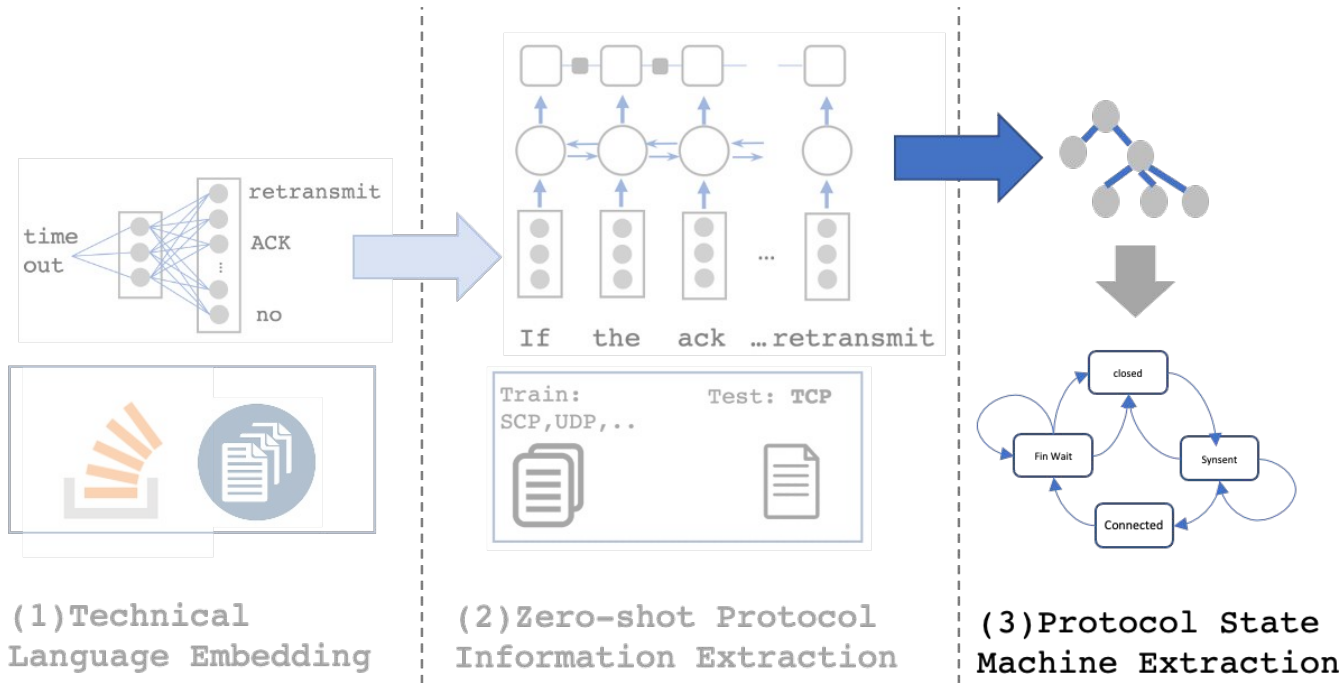 retransmit
time
out
ACK
...
no
...
If the ack ... retransmit
Train:
SCP,UDP,..
Test: TCP
closed
Fin Wait
Synsent
Connected
(1)Technical
Language Embedding
(2)Zero-shot Protocol
Information Extraction
(3)Protocol State
Machine Extraction